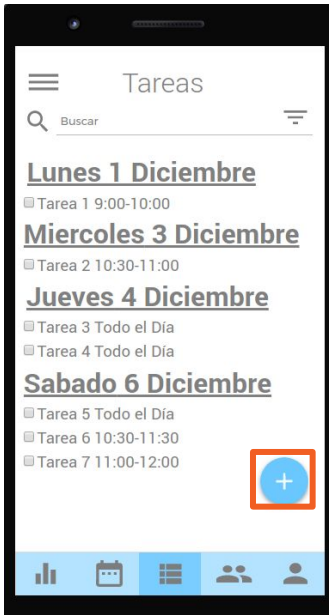 Tareas
Buscar
Lunes 1 Diciembre
Tarea 1 9:00-10:00
Miercoles 3 Diciembre
Tarea 2 10:30-11:00
Jueves 4 Diciembre
Tarea 3 Todo el Día
Tarea 4 Todo el Día
Sabado 6 Diciembre
Tarea 5 Todo el Día
Tarea 6 10:30-11:30
Tarea 7 11:00-12:00